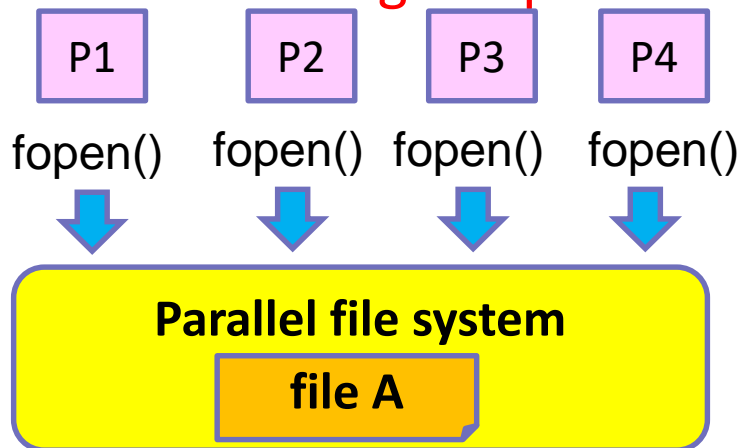 P1 P2 P3 P4
fopen() fopen() fopen() fopen()
Parallel file system
file A